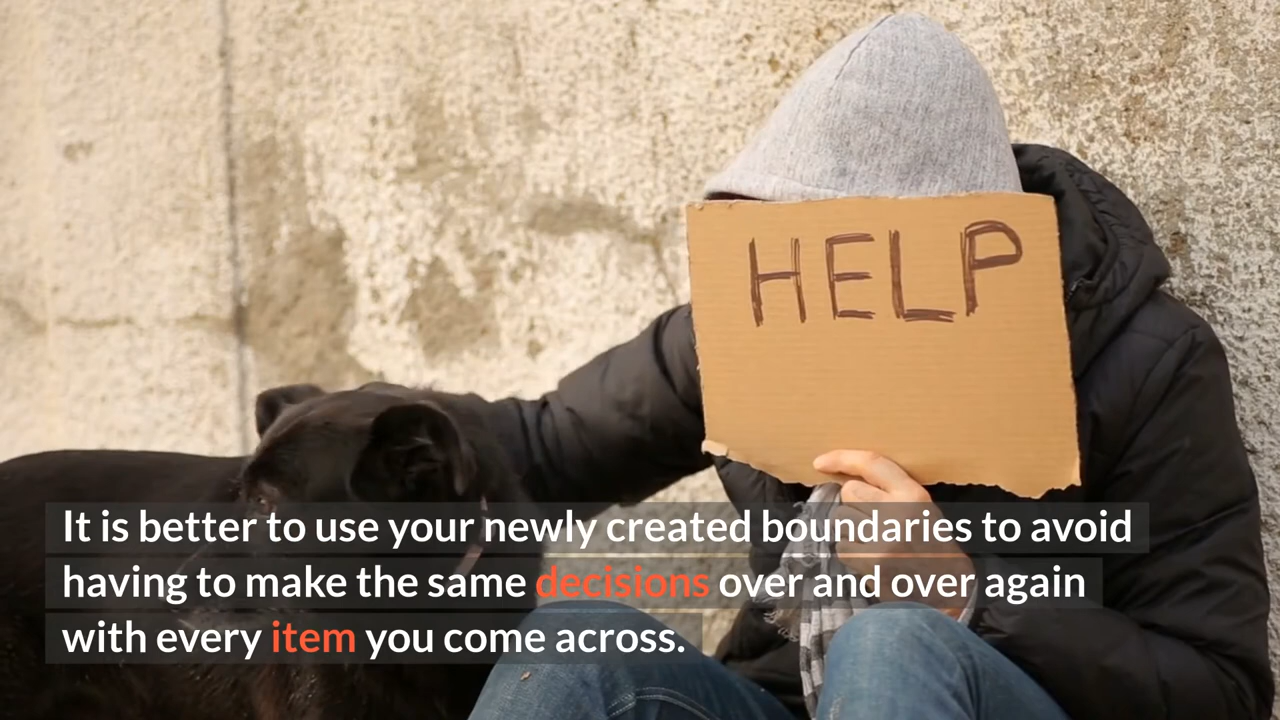 HELP
It is better to use your newly created boundaries to avoid
having to make the same decisions over and over again
with every item you come across.